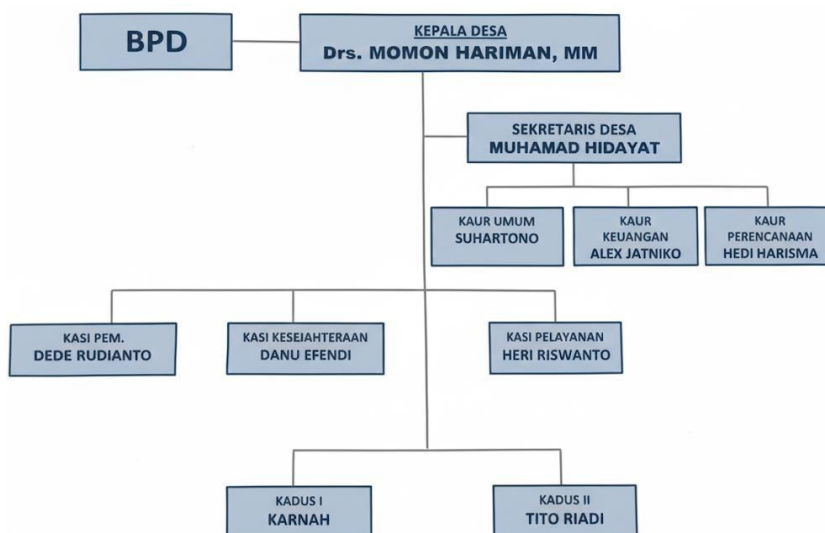 BPD
KEPALA DESA
Drs. MOMON HARIMAN, MM
SEKRETARIS DESA
MUHAMAD HIDAYAT
KAUR UMUM
SUHARTONO
KAUR
KEUANGAN
ALEX JATNIKO
KAUR
PERENCANAAN
HEDI HARISMA
KASI PEM.
DEDE RUDIANTO
KASI KESEJAHTERAAN
DANU EFENDI
KASI PELAYANAN
HERI RISWANTO
KADUS I
KARNAH
KADUS II
TITO RIADI